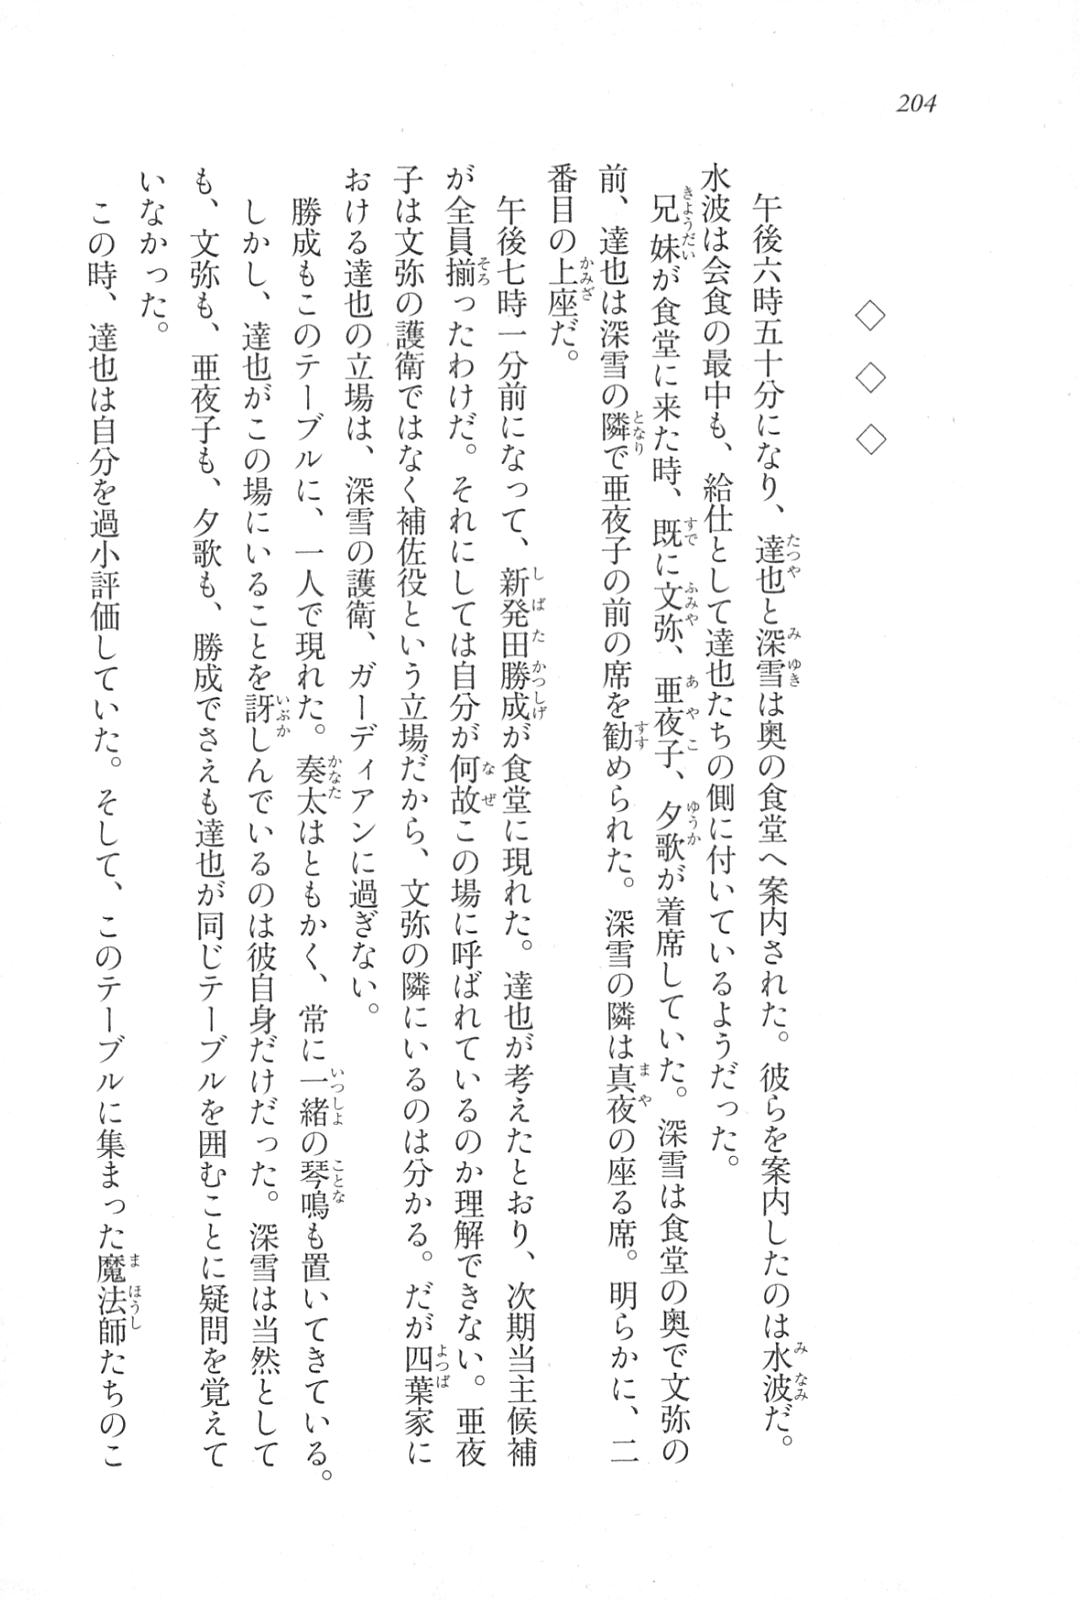 204
◇ ◇ ◇
午後六時五十分になり、達也と深雪は奥の食堂へ案内された。彼らを案内したのは水波だ。
水波は会食の最中も、給仕として達也たちの側に付いているようだった。
兄妹が食堂に来た時、既に文弥、亜夜子、夕歌が着席していた。深雪は食堂の奥で文弥の
前、達也は深雪の隣で亜夜子の前の席を勧められた。深雪の隣は真夜の座る席。明らかに、二
番目の上座だ。
午後七時一分前になって、新発田勝成が食堂に現れた。達也が考えたとおり、次期当主候補
が全員揃ったわけだ。それにしては自分が何故この場に呼ばれているのか理解できない。亜夜
子は文弥の護衛ではなく補佐役という立場だから、文弥の隣にいるのは分かる。だが四葉家に
おける達也の立場は、深雪の護衛、ガーディアンに過ぎない。
勝成もこのテーブルに、一人で現れた。奏太はともかく、常に一緒の琴鳴も置いてきている。
しかし、達也がこの場にいることを訝しんでいるのは彼自身だけだった。深雪は当然として
も、文弥も、亜夜子も、夕歌も、勝成でさえも達也が同じテーブルを囲むことに疑問を覚えて
いなかった。
この時、達也は自分を過小評価していた。そして、このテーブルに集まった魔法師たちのこ